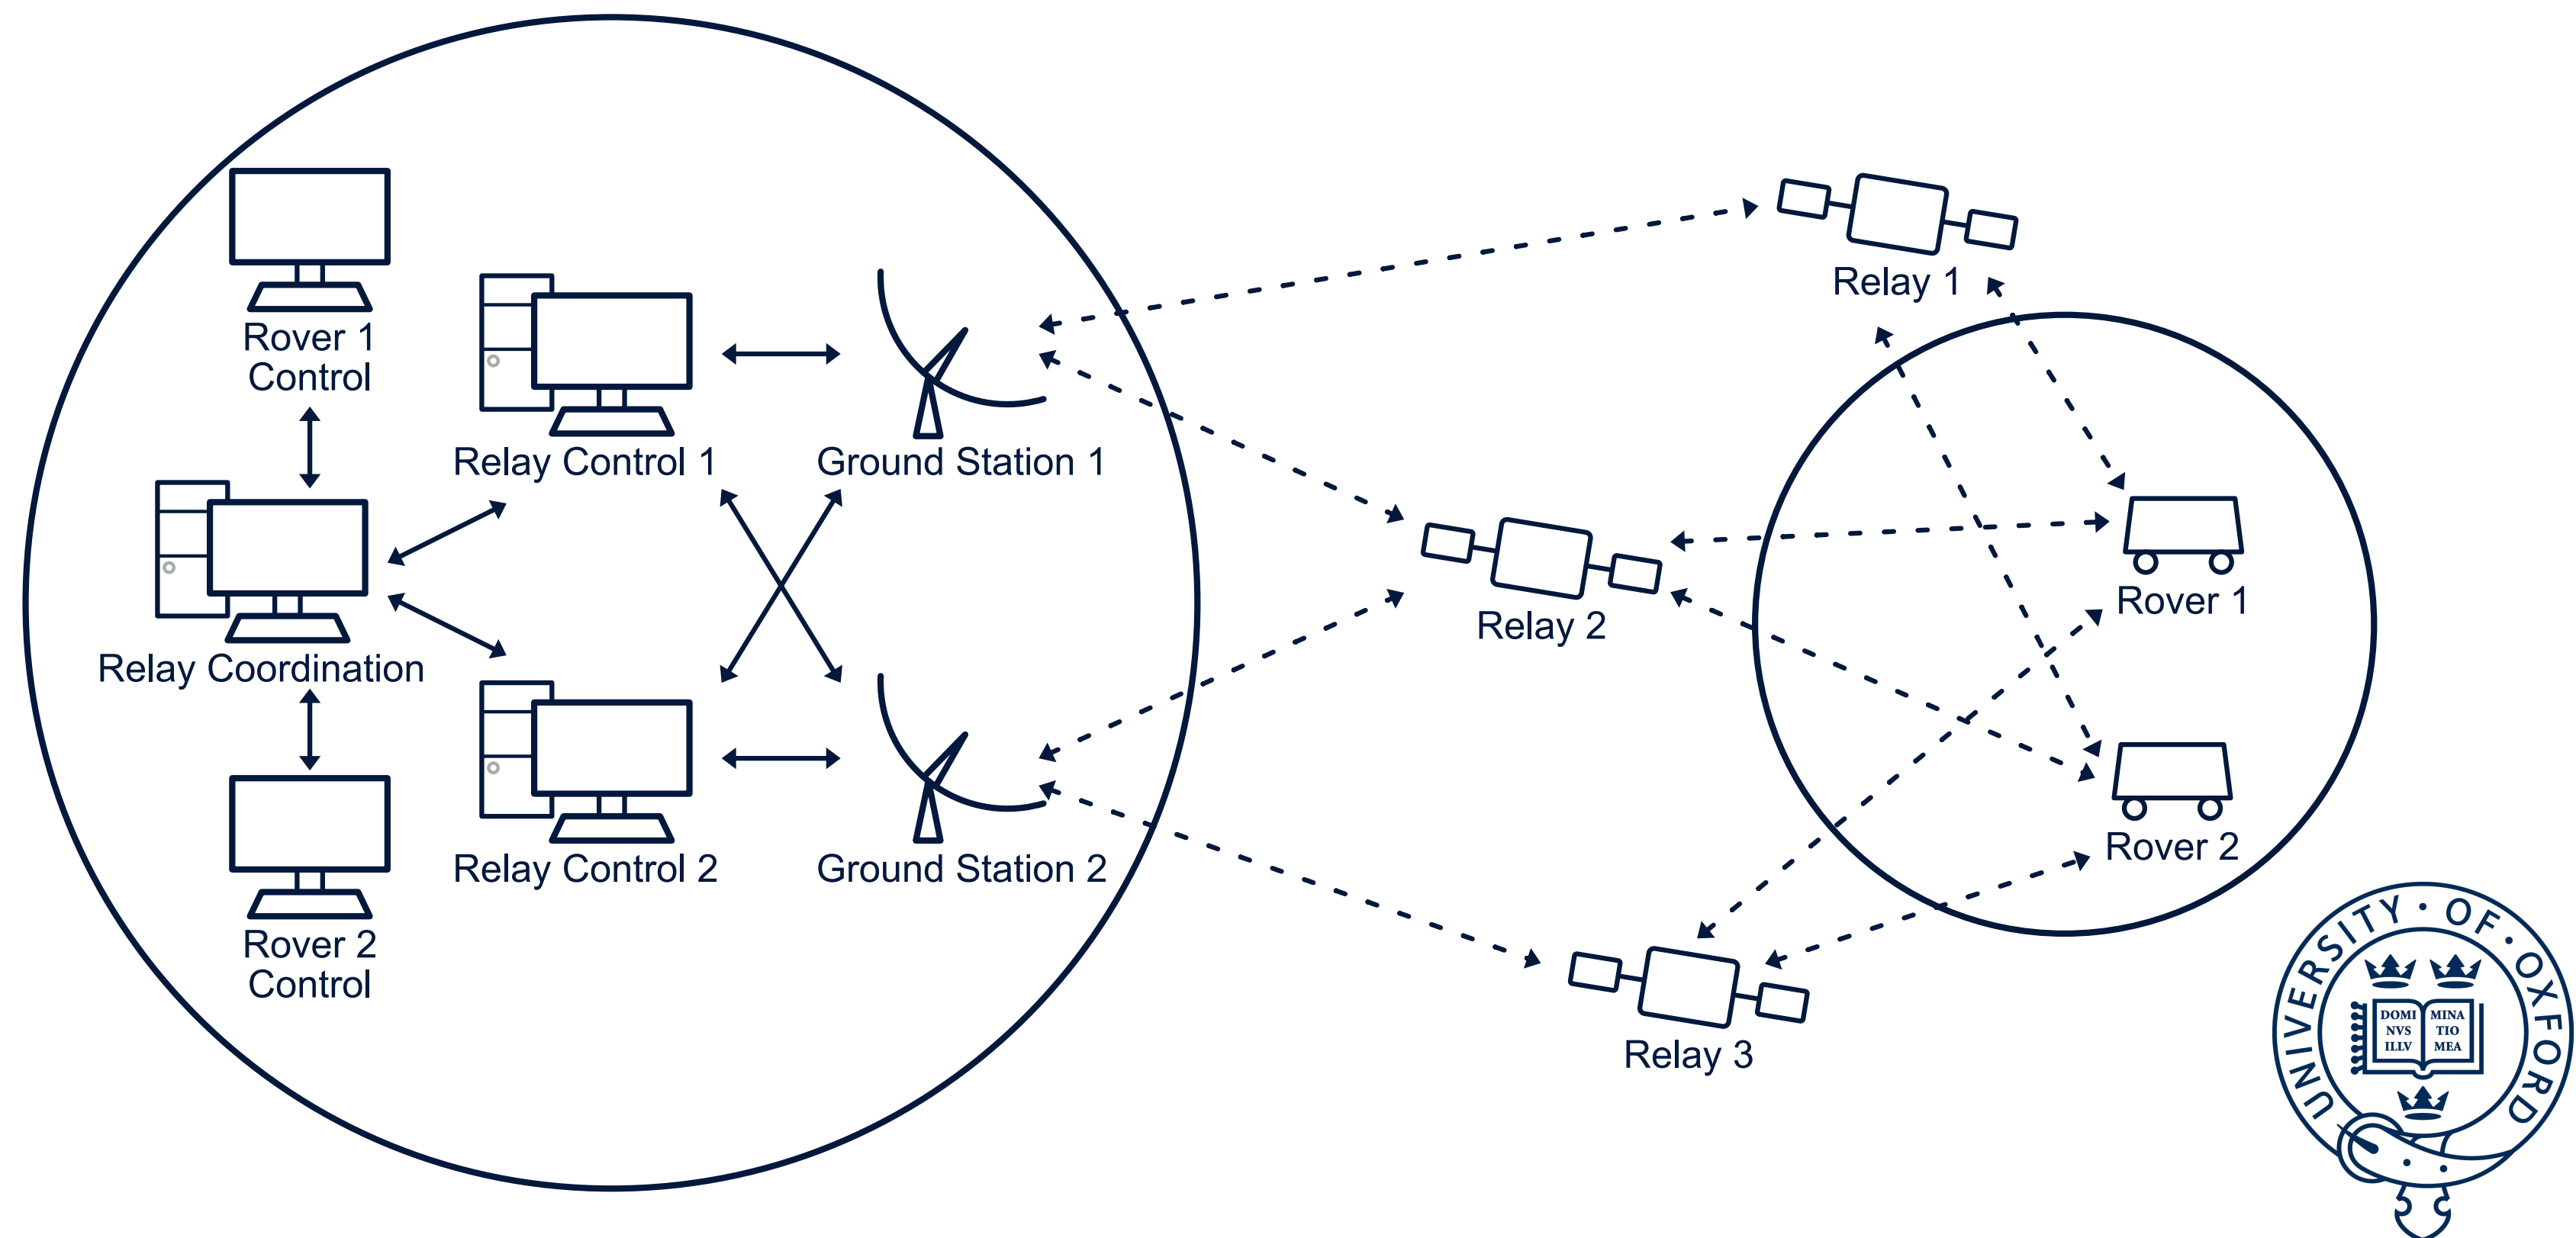 Rover 1
Control
Relay Control 1
Ground Station 1
Relay Coordination
Relay Control 2
Ground Station 2
Rover 2
Control
Relay 1
Relay 2
Relay 3
Rover 1
Rover 2
UNIVERSITY · OF · OXFORD
DOMI
NVS
ILLV
MINA
TIO
MEA